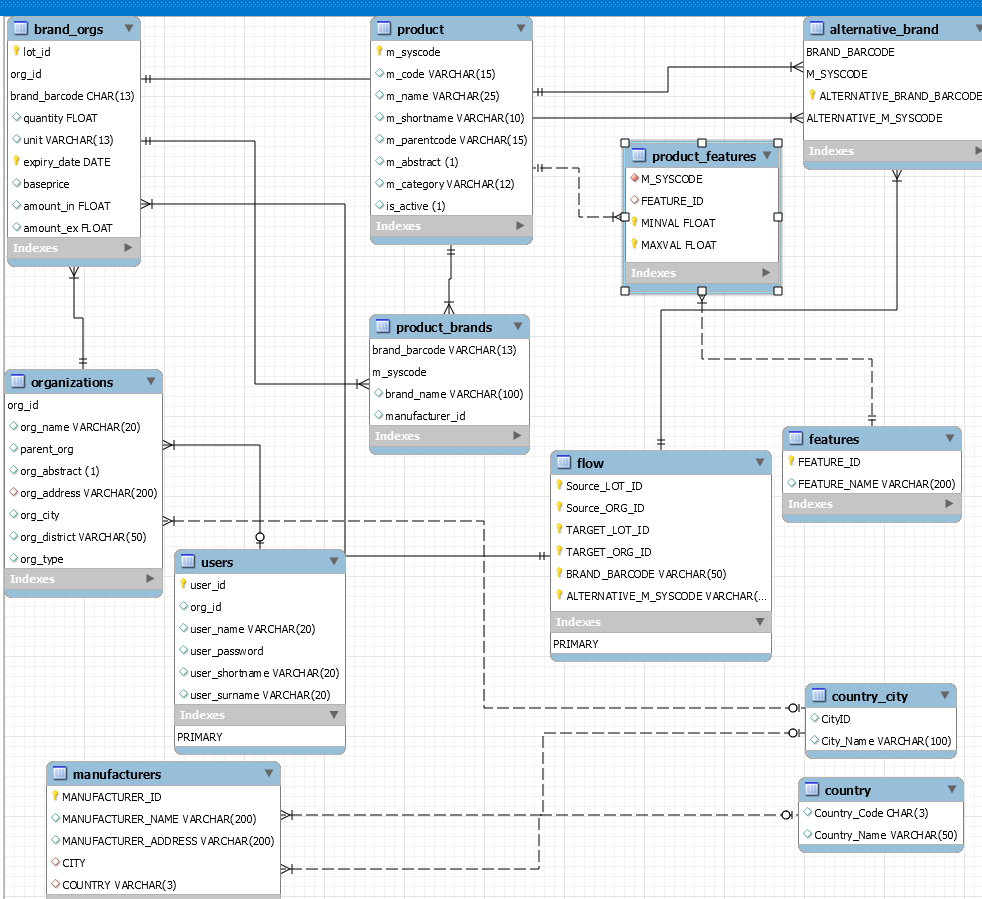 brand_orgs
lot_id
org_id
brand_barcode CHAR(13)
quantity FLOAT
unit VARCHAR(13)
expiry_date DATE
baseprice
amount_in FLOAT
amount_ex FLOAT
Indexes
product
m_syscode
m_code VARCHAR(15)
m_name VARCHAR(25)
m_shortname VARCHAR(10)
m_parentcode VARCHAR(15)
m_abstract (1)
m_category VARCHAR(12)
is_active (1)
Indexes
alternative_brand
BRAND_BARCODE
M_SYSCODE
ALTERNATIVE_BRAND_BARCODE
ALTERNATIVE_M_SYSCODE
Indexes
product_features
M_SYSCODE
FEATURE_ID
MINVAL FLOAT
MAXVAL FLOAT
Indexes
product_brands
brand_barcode VARCHAR(13)
m_syscode
brand_name VARCHAR(100)
manufacturer_id
Indexes
organizations
org_id
org_name VARCHAR(20)
parent_org
org_abstract (1)
org_address VARCHAR(200)
org_city
org_district VARCHAR(50)
org_type
Indexes
features
FEATURE_ID
FEATURE_NAME VARCHAR(200)
Indexes
flow
Source_LOT_ID
Source_ORG_ID
TARGET_LOT_ID
TARGET_ORG_ID
BRAND_BARCODE VARCHAR(50)
ALTERNATIVE_M_SYSCODE VARCHAR(...
Indexes
PRIMARY
users
user_id
org_id
user_name VARCHAR(20)
user_password
user_shortname VARCHAR(20)
user_surname VARCHAR(20)
Indexes
PRIMARY
country_city
CityID
City_Name VARCHAR(100)
manufacturers
MANUFACTURER_ID
MANUFACTURER_NAME VARCHAR(200)
MANUFACTURER_ADDRESS VARCHAR(200)
CITY
COUNTRY VARCHAR(3)
country
Country_Code CHAR(3)
Country_Name VARCHAR(50)